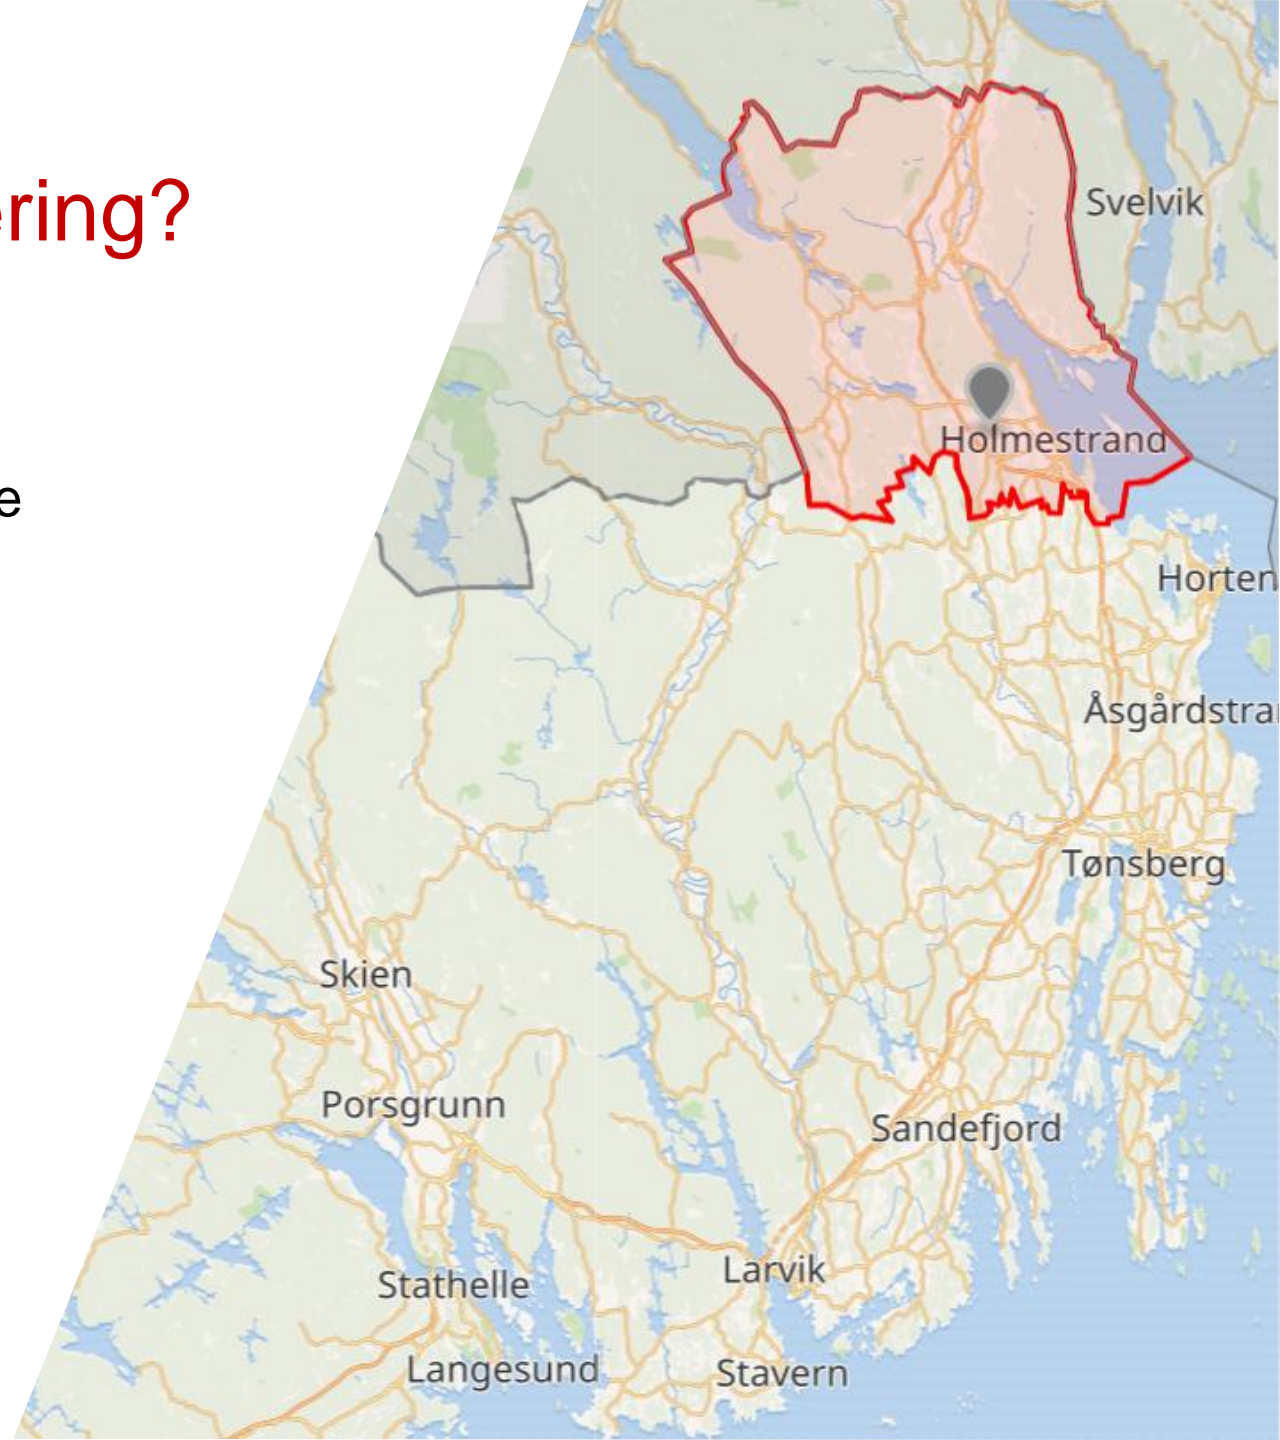 ering?
e
Svelvik
Holmestrand
Horten
Åsgårdstra
Tønsberg
Skien
Porsgrunn
Sandefjord
Larvik
Stathelle
Langesund
Stavern